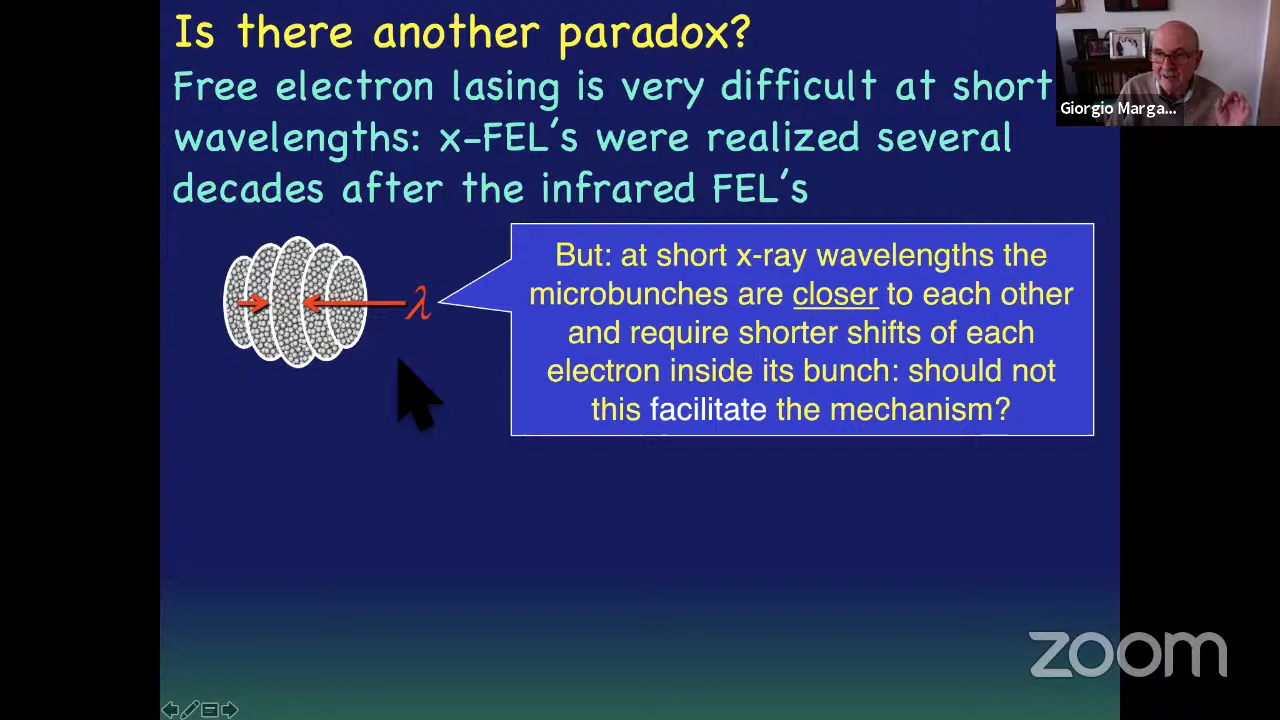 Is there another paradox?
Free electron lasing is very difficult at short
wavelengths: x-FEL's were realized several
decades after the infrared FEL's
Giorgio Marga...
λ
But: at short x-ray wavelengths the
microbunches are closer to each other
and require shorter shifts of each
electron inside its bunch: should not
this facilitate the mechanism?
zoom